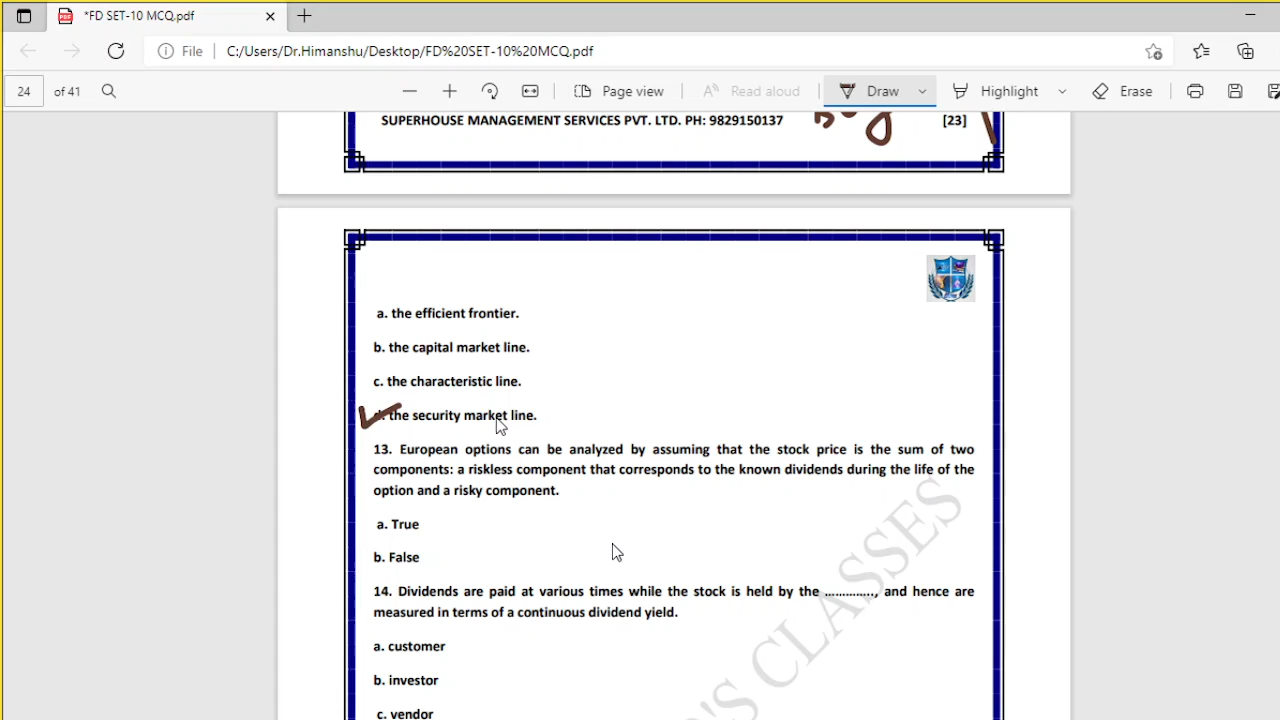 *FD SET-10 MCQ.pdf
File C:/Users/Dr.Himanshu/Desktop/FD%20SET-10%20MCQ.pdf
24 of 41 Page view Read aloud Draw Highlight Erase
SUPERHOUSE MANAGEMENT SERVICES PVT. LTD. PH: 9829150137 [23]
a. the efficient frontier.
b. the capital market line.
c. the characteristic line.
d. the security market line.
13. European options can be analyzed by assuming that the stock price is the sum of two
components: a riskless component that corresponds to the known dividends during the life of the
option and a risky component.
a. True
b. False
14. Dividends are paid at various times while the stock is held by the ………….., and hence are
measured in terms of a continuous dividend yield.
a. customer
b. investor
c. vendor
'S CLASSES